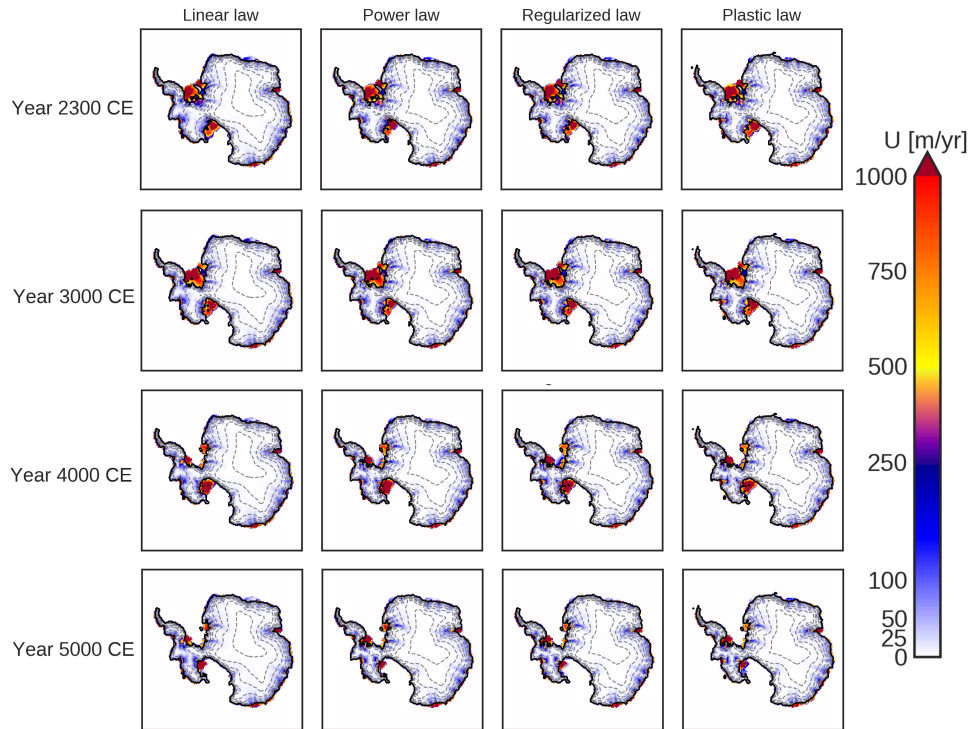 Linear law Power law Regularized law Plastic law
Year 2300 CE
U [m/yr]
1000
750
Year 3000 CE
500
250
Year 4000 CE
100
50
25
0
Year 5000 CE